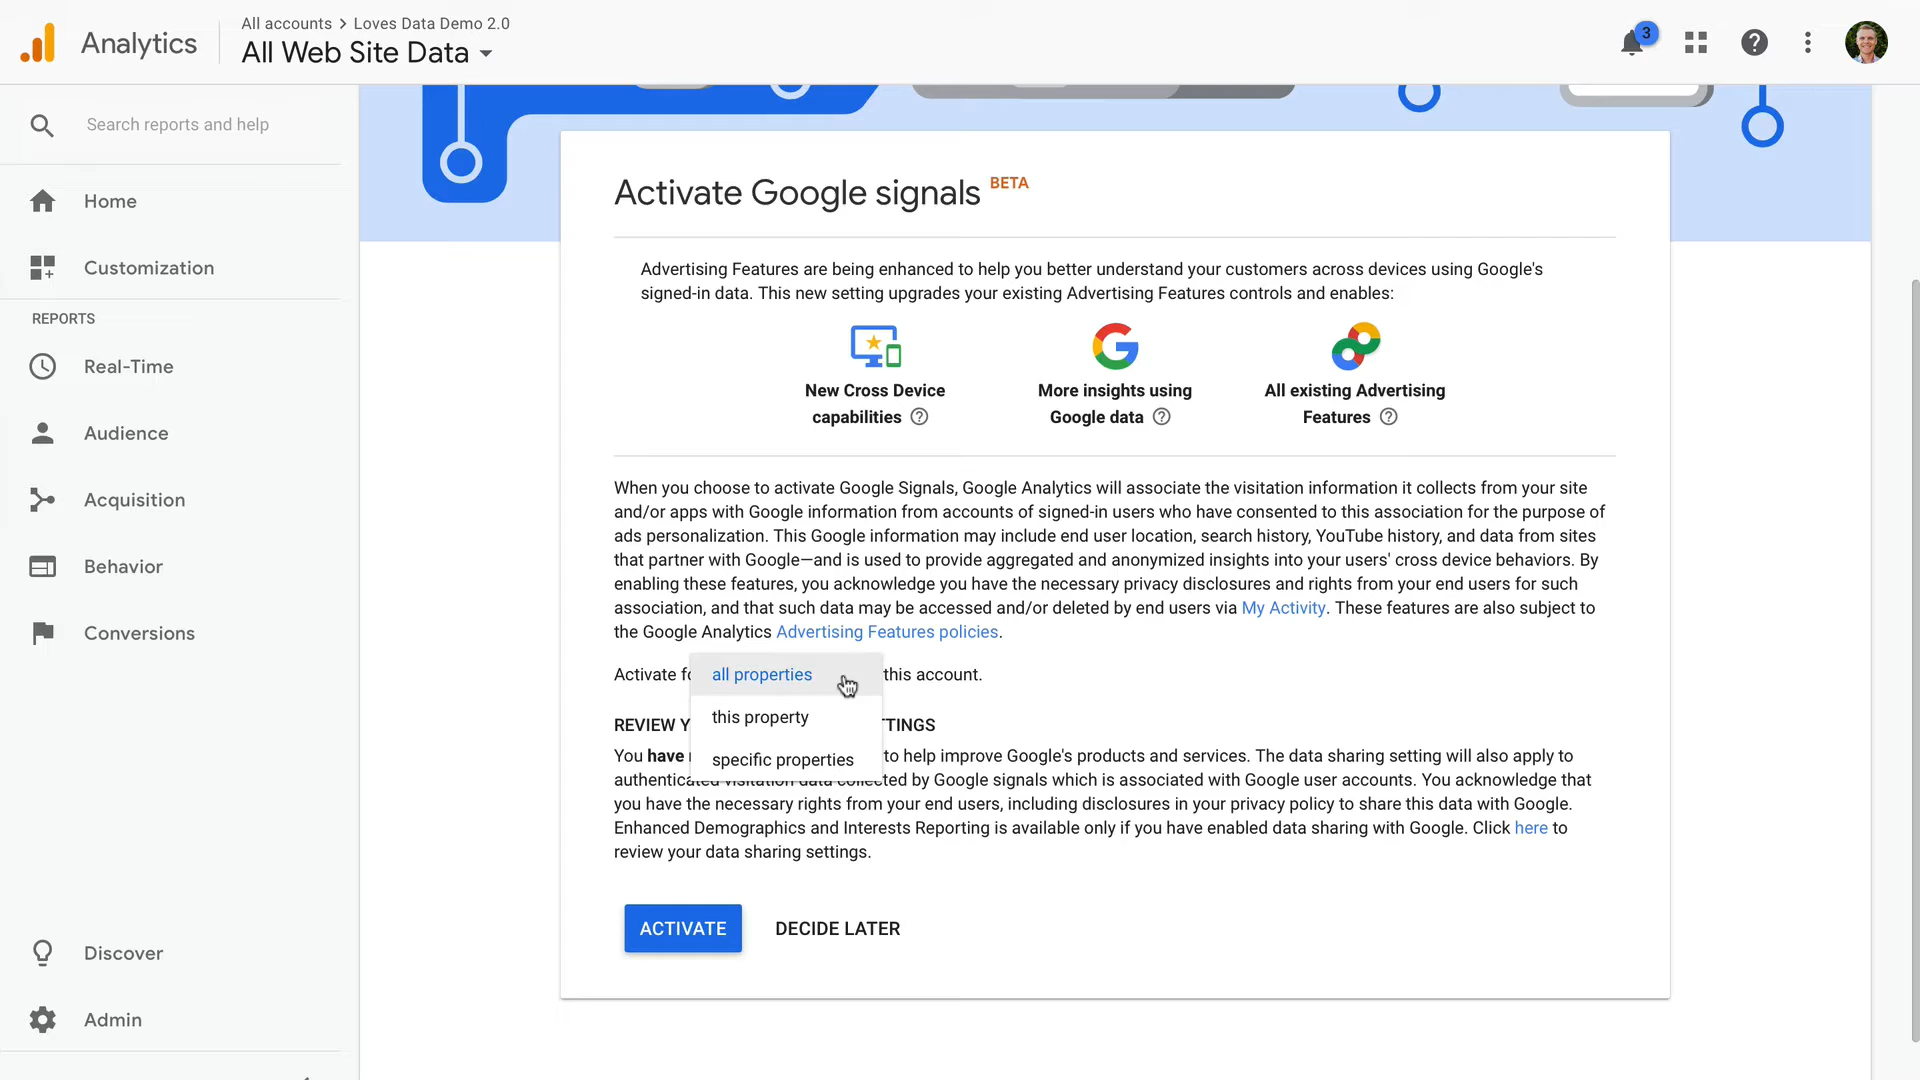 All accounts > Loves Data Demo 2.0
Analytics
All Web Site Data
3
Search reports and help
Home
Customization
REPORTS
Real-Time
Audience
Acquisition
Behavior
Conversions
Discover
Admin
Activate Google signals BETA
Advertising Features are being enhanced to help you better understand your customers across devices using Google's
signed-in data. This new setting upgrades your existing Advertising Features controls and enables:
New Cross Device
capabilities
More insights using
Google data
All existing Advertising
Features
When you choose to activate Google Signals, Google Analytics will associate the visitation information it collects from your site
and/or apps with Google information from accounts of signed-in users who have consented to this association for the purpose of
ads personalization. This Google information may include end user location, search history, YouTube history, and data from sites
that partner with Google—and is used to provide aggregated and anonymized insights into your users' cross device behaviors. By
enabling these features, you acknowledge you have the necessary privacy disclosures and rights from your end users for such
association, and that such data may be accessed and/or deleted by end users via My Activity. These features are also subject to
the Google Analytics Advertising Features policies.
Activate all properties this account.
this property
specific properties
REVIEW
You have to help improve Google's products and services. The data sharing setting will also apply to
authenticated visitation data collected by Google signals which is associated with Google user accounts. You acknowledge that
you have the necessary rights from your end users, including disclosures in your privacy policy to share this data with Google.
Enhanced Demographics and Interests Reporting is available only if you have enabled data sharing with Google. Click here to
review your data sharing settings.
ACTIVATE
DECIDE LATER